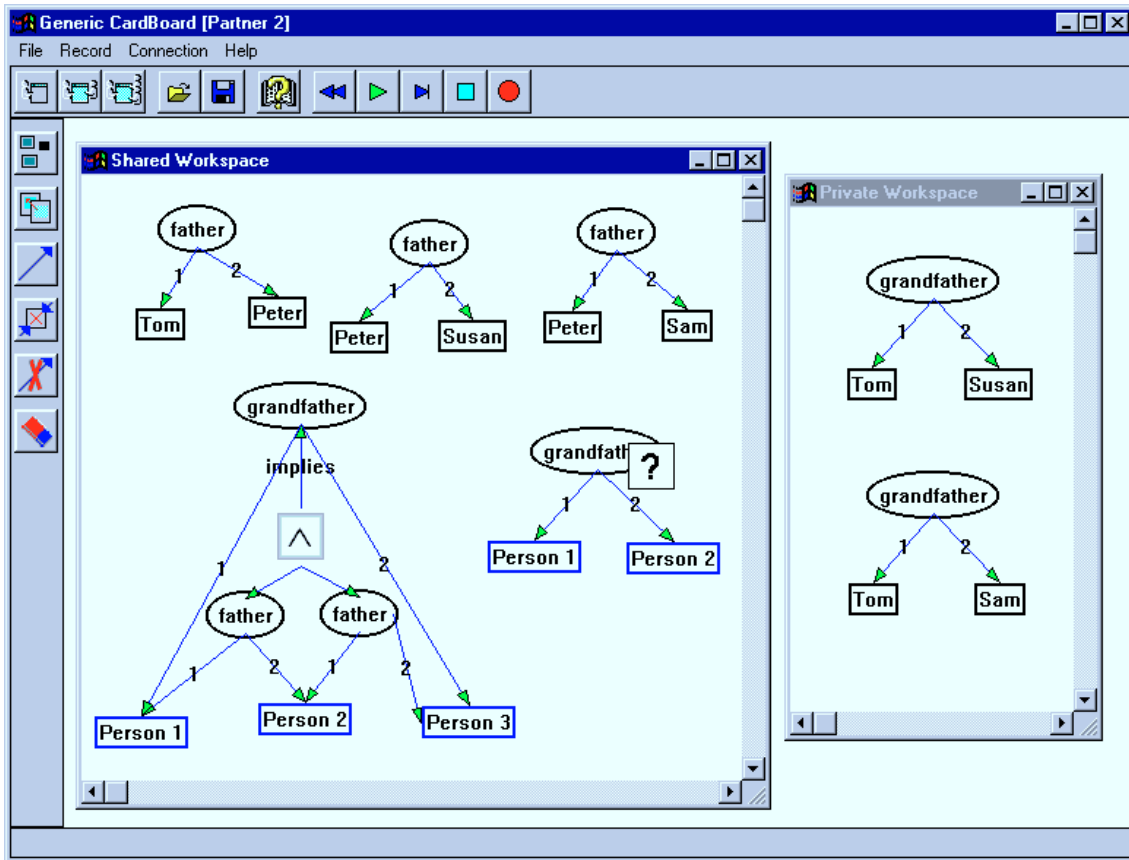 Generic CardBoard [Partner 2]
File Record Connection Help
Shared Workspace
father
1 2
Tom Peter
father
1 2
Peter Susan
father
1 2
Peter Sam
grandfather
implies
∧
1 2
father father
1 2 1 2
Person 1 Person 2 Person 3
grandfath ?
1 2
Person 1 Person 2
Private Workspace
grandfather
1 2
Tom Susan
grandfather
1 2
Tom Sam